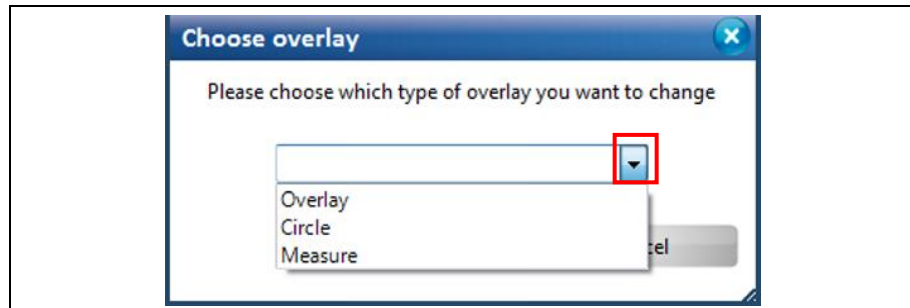 Choose overlay
Please choose which type of overlay you want to change
Overlay
Circle
Measure